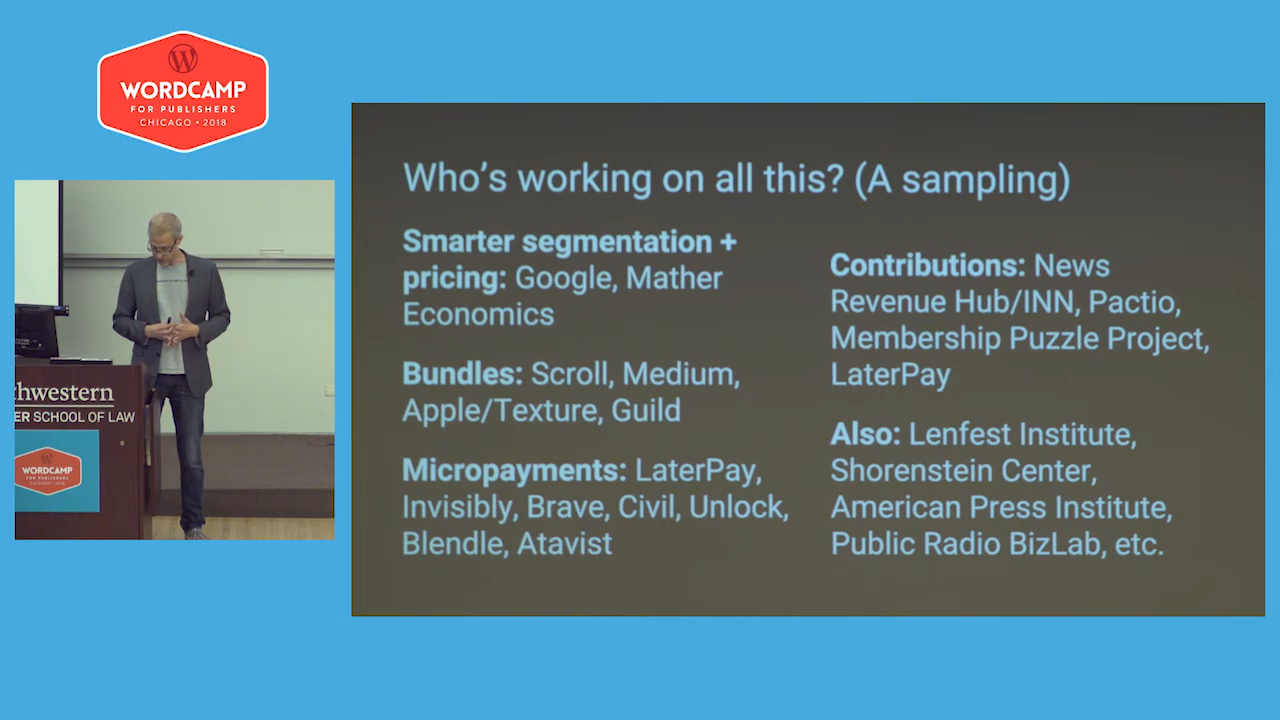 WORDCAMP
FOR PUBLISHERS
CHICAGO • 2018
hwestern
ER SCHOOL OF LAW
WORDCAMP
FOR PUBLISHERS
CHICAGO • 2018
Who's working on all this? (A sampling)
Smarter segmentation +
pricing: Google, Mather
Economics
Bundles: Scroll, Medium,
Apple/Texture, Guild
Micropayments: LaterPay,
Invisibly, Brave, Civil, Unlock,
Blendle, Atavist
Contributions: News
Revenue Hub/INN, Pactio,
Membership Puzzle Project,
LaterPay
Also: Lenfest Institute,
Shorenstein Center,
American Press Institute,
Public Radio BizLab, etc.